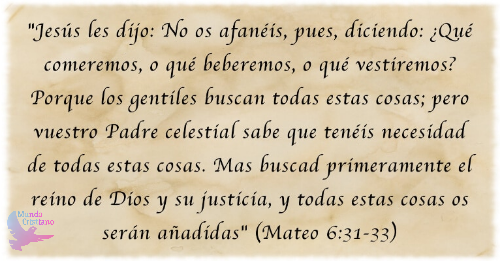 "Jesús les dijo: No os afanéis, pues, diciendo: ¿Qué
comeremos, o qué beberemos, o qué vestiremos?
Porque los gentiles buscan todas estas cosas; pero
vuestro Padre celestial sabe que tenéis necesidad
de todas estas cosas. Mas buscad primeramente el
reino de Dios y su justicia, y todas estas cosas os
serán añadidas" (Mateo 6:31-33)
Mundo
Cristiano